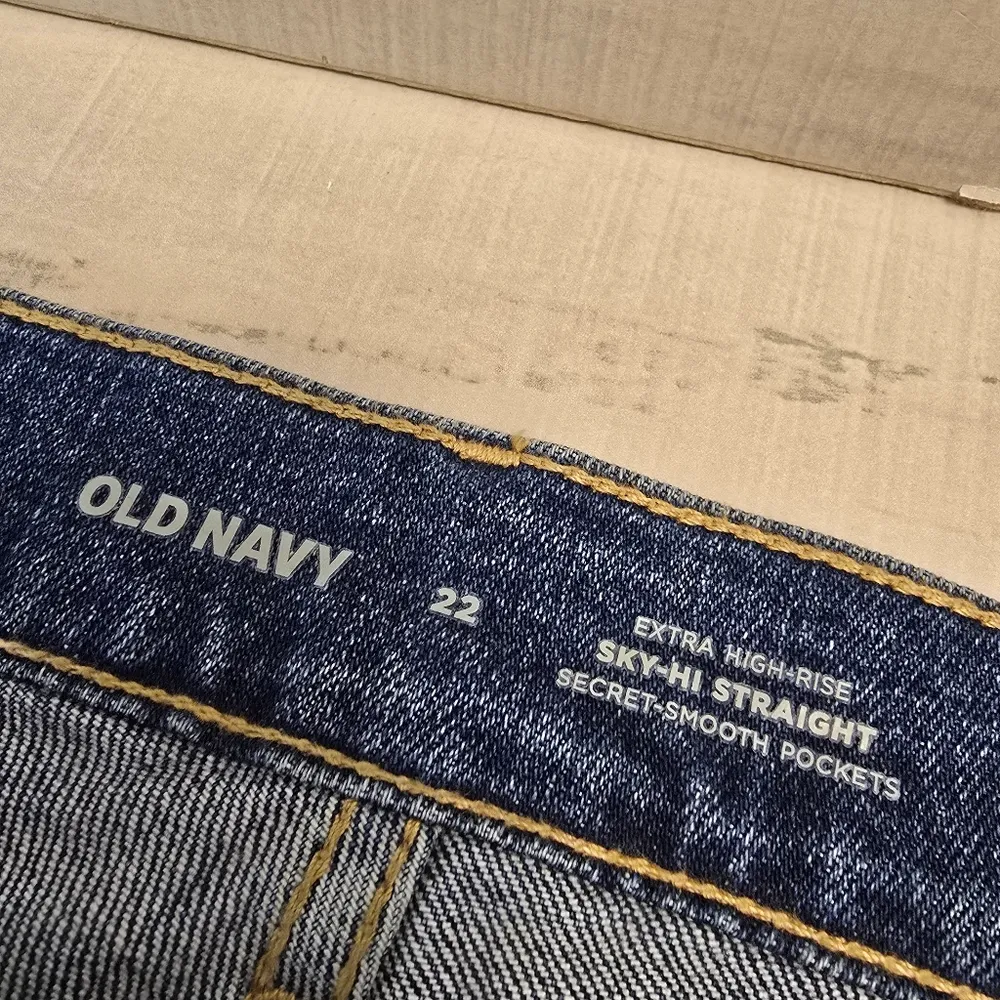 OLD NAVY
22
EXTRA HIGH-RISE
SKY-HI STRAIGHT
SECRET-SMOOTH POCKETS